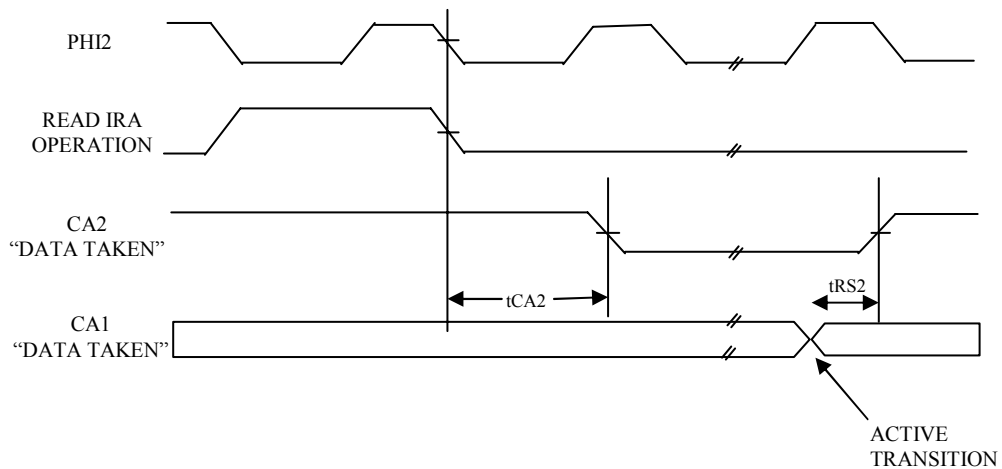 PHI2
READ IRA
OPERATION
CA2
“DATA TAKEN”
tCA2
tRS2
CA1
“DATA TAKEN”
ACTIVE
TRANSITION